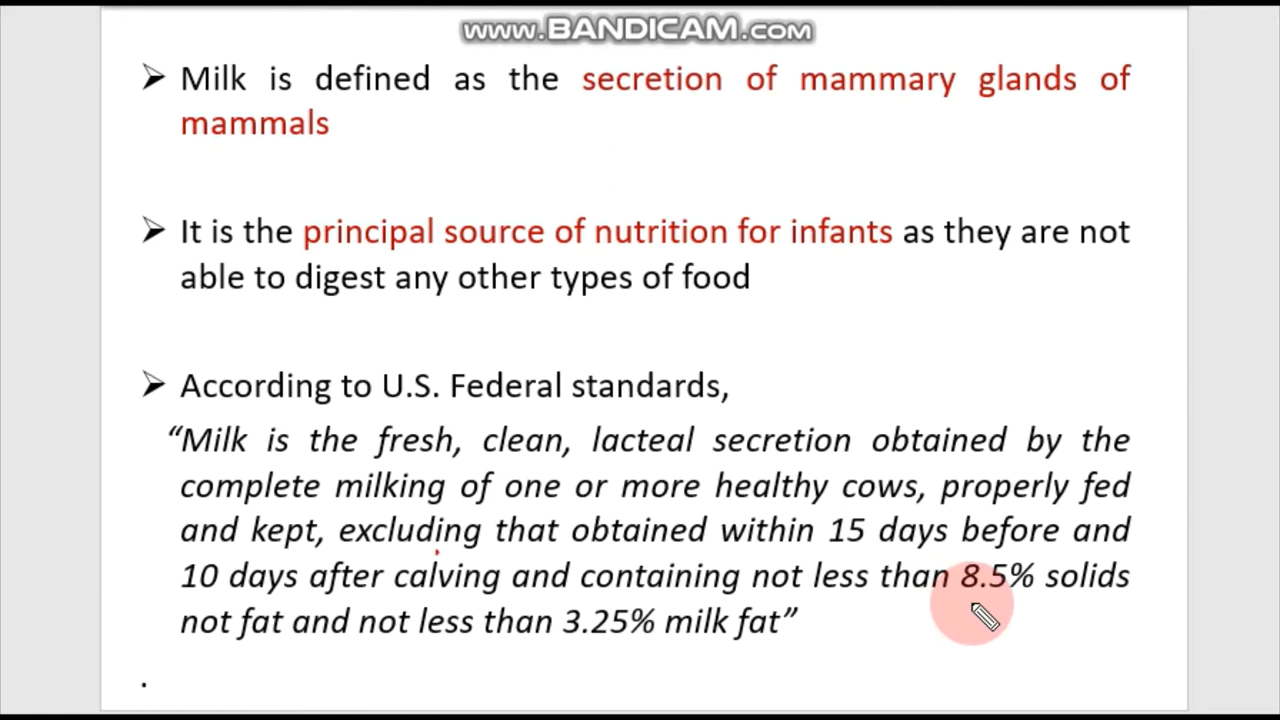 www.BANDICAM.com
➤ Milk is defined as the secretion of mammary glands of
mammals
➤ It is the principal source of nutrition for infants as they are not
able to digest any other types of food
➤ According to U.S. Federal standards,
“Milk is the fresh, clean, lacteal secretion obtained by the
complete milking of one or more healthy cows, properly fed
and kept, excluding that obtained within 15 days before and
10 days after calving and containing not less than 8.5% solids
not fat and not less than 3.25% milk fat”
.